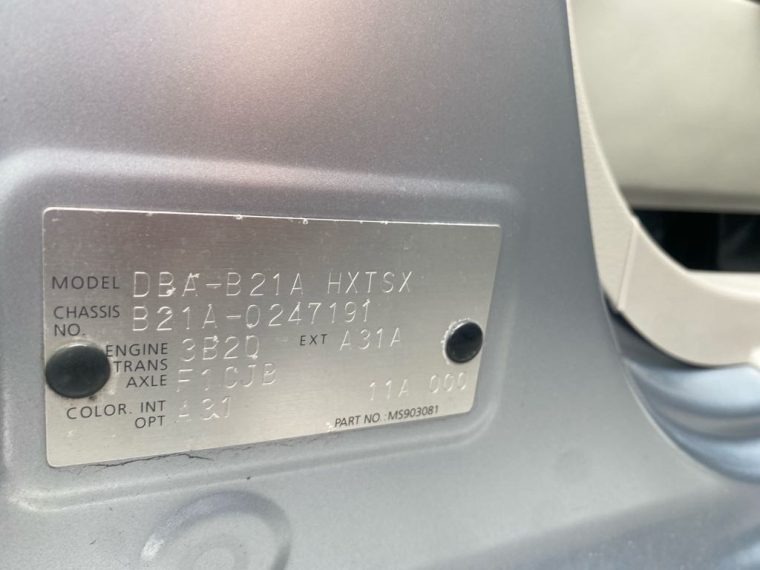 MODEL DBA-B21A HXTSX
CHASSIS NO. B21A-0247191
ENGINE 3B20 EXT A31A
TRANS AXLE F1CJB
COLOR. INT A31 11A 000
OPT
PART NO.: MS903081